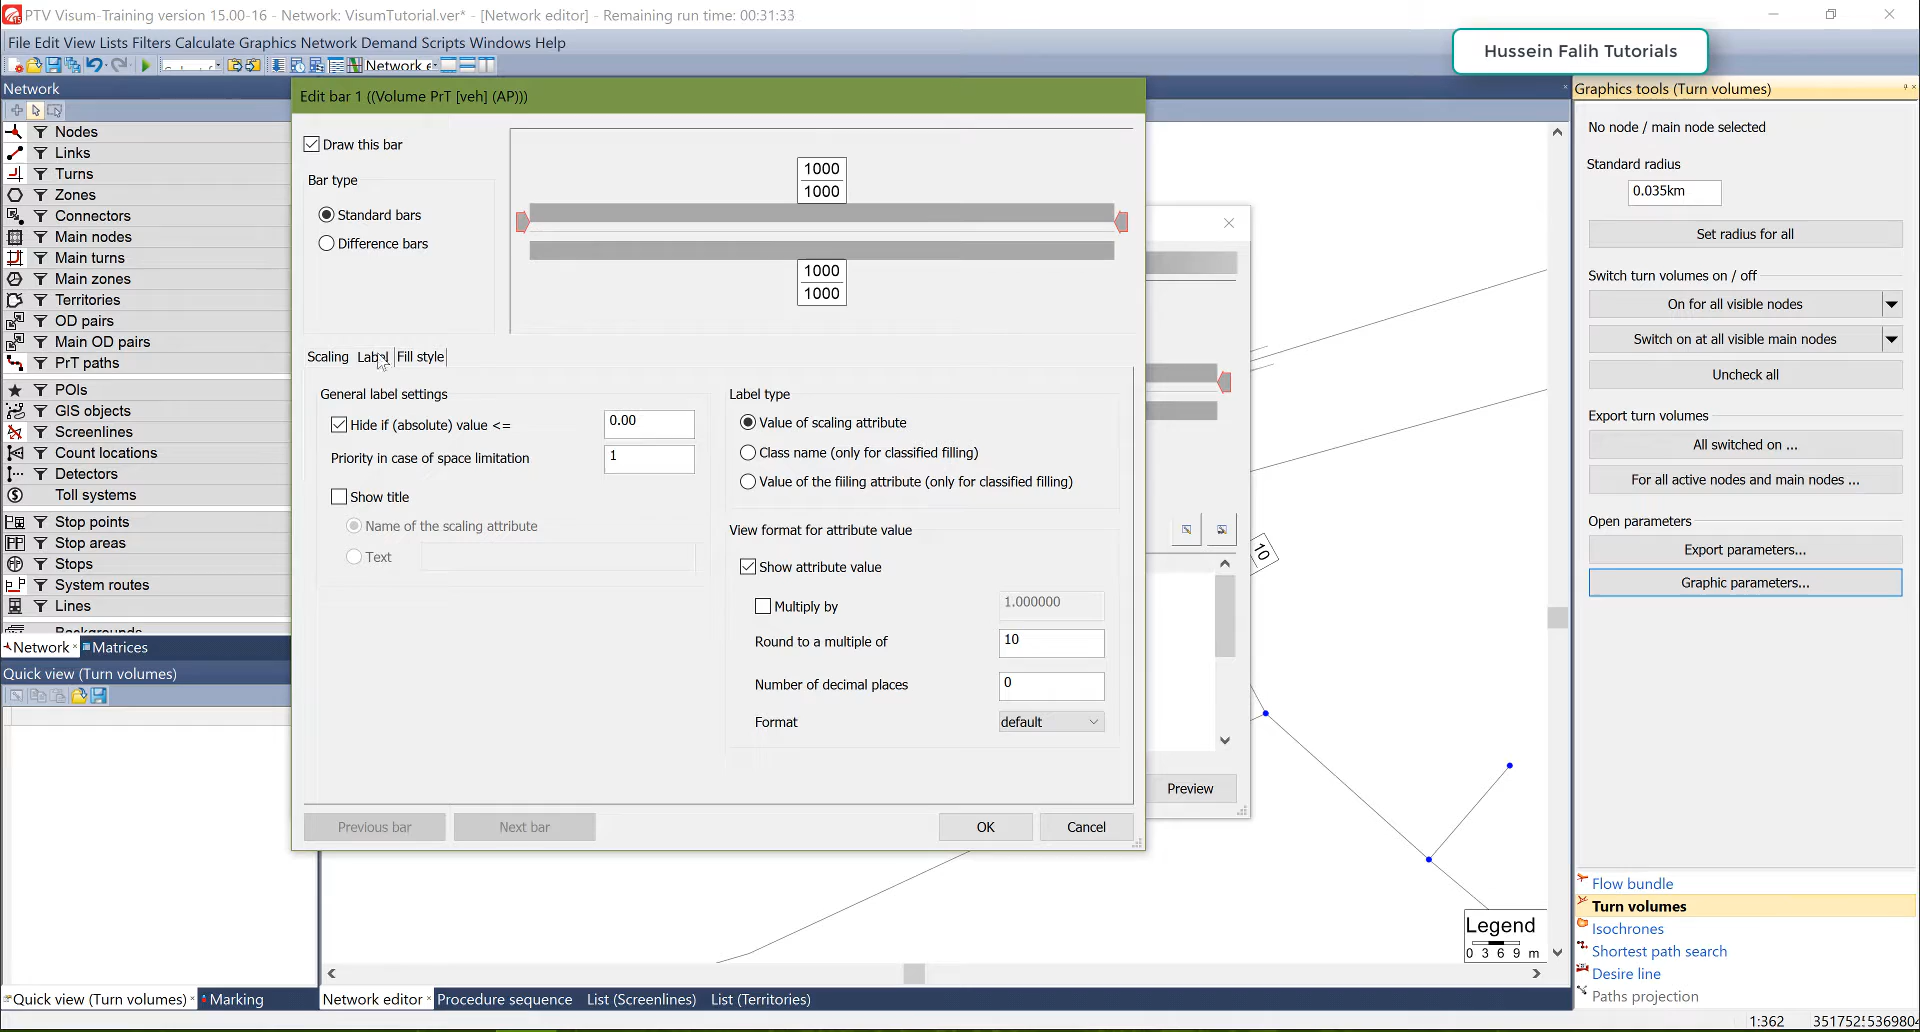 PTV Visum-Training version 15.00-16 - Network: VisumTutorial.ver* - [Network editor] - Remaining run time: 00:31:33
File Edit View Lists Filters Calculate Graphics Network Demand Scripts Windows Help
Hussein Falih Tutorials
Network
Nodes
Links
Turns
Zones
Connectors
Main nodes
Main turns
Main zones
Territories
OD pairs
Main OD pairs
PrT paths
POIs
GIS objects
Screenlines
Count locations
Detectors
Toll systems
Stop points
Stop areas
Stops
System routes
Lines
Backgrounds
Network
Matrices
Quick view (Turn volumes)
Edit bar 1 ((Volume PrT [veh] (AP)))
Draw this bar
Bar type
Standard bars
Difference bars
1000
1000
1000
1000
Scaling Label Fill style
General label settings
Hide if (absolute) value <= 0.00
Priority in case of space limitation 1
Show title
Name of the scaling attribute
Text
Label type
Value of scaling attribute
Class name (only for classified filling)
Value of the fiiling attribute (only for classified filling)
View format for attribute value
Show attribute value
Multiply by 1.000000
Round to a multiple of 10
Number of decimal places 0
Format default
Previous bar
Next bar
OK
Cancel
Preview
10
Legend
0 3 6 9 m
Graphics tools (Turn volumes)
No node / main node selected
Standard radius
0.035km
Set radius for all
Switch turn volumes on / off
On for all visible nodes
Switch on at all visible main nodes
Uncheck all
Export turn volumes
All switched on ...
For all active nodes and main nodes ...
Open parameters
Export parameters...
Graphic parameters...
Flow bundle
Turn volumes
Isochrones
Shortest path search
Desire line
Paths projection
Quick view (Turn volumes)
Marking
Network editor
Procedure sequence
List (Screenlines)
List (Territories)
1:362